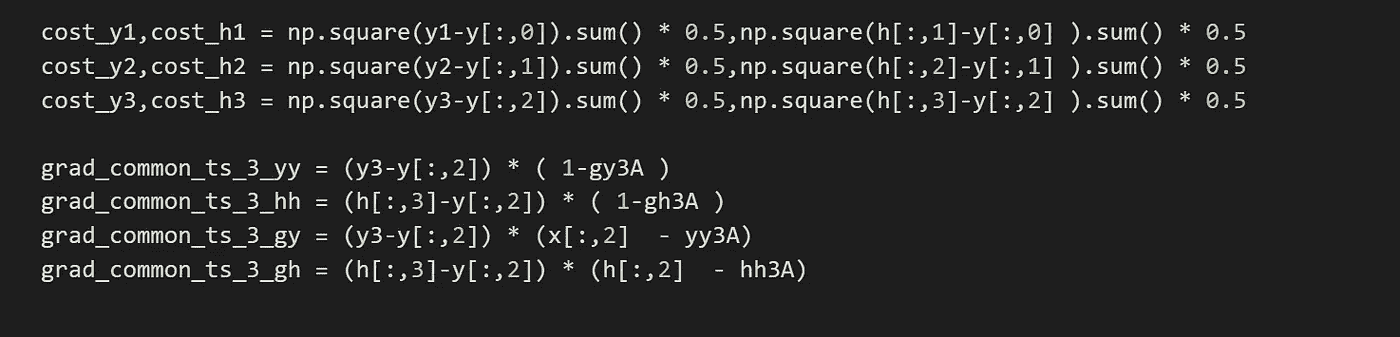 cost_y1,cost_h1 = np.square(y1-y[:,0]).sum() * 0.5,np.square(h[:,1]-y[:,0] ).sum() * 0.5
cost_y2,cost_h2 = np.square(y2-y[:,1]).sum() * 0.5,np.square(h[:,2]-y[:,1] ).sum() * 0.5
cost_y3,cost_h3 = np.square(y3-y[:,2]).sum() * 0.5,np.square(h[:,3]-y[:,2] ).sum() * 0.5
grad_common_ts_3_yy = (y3-y[:,2]) * ( 1-gy3A )
grad_common_ts_3_hh = (h[:,3]-y[:,2]) * ( 1-gh3A )
grad_common_ts_3_gy = (y3-y[:,2]) * (x[:,2]  - yy3A)
grad_common_ts_3_gh = (h[:,3]-y[:,2]) * (h[:,2]  - hh3A)